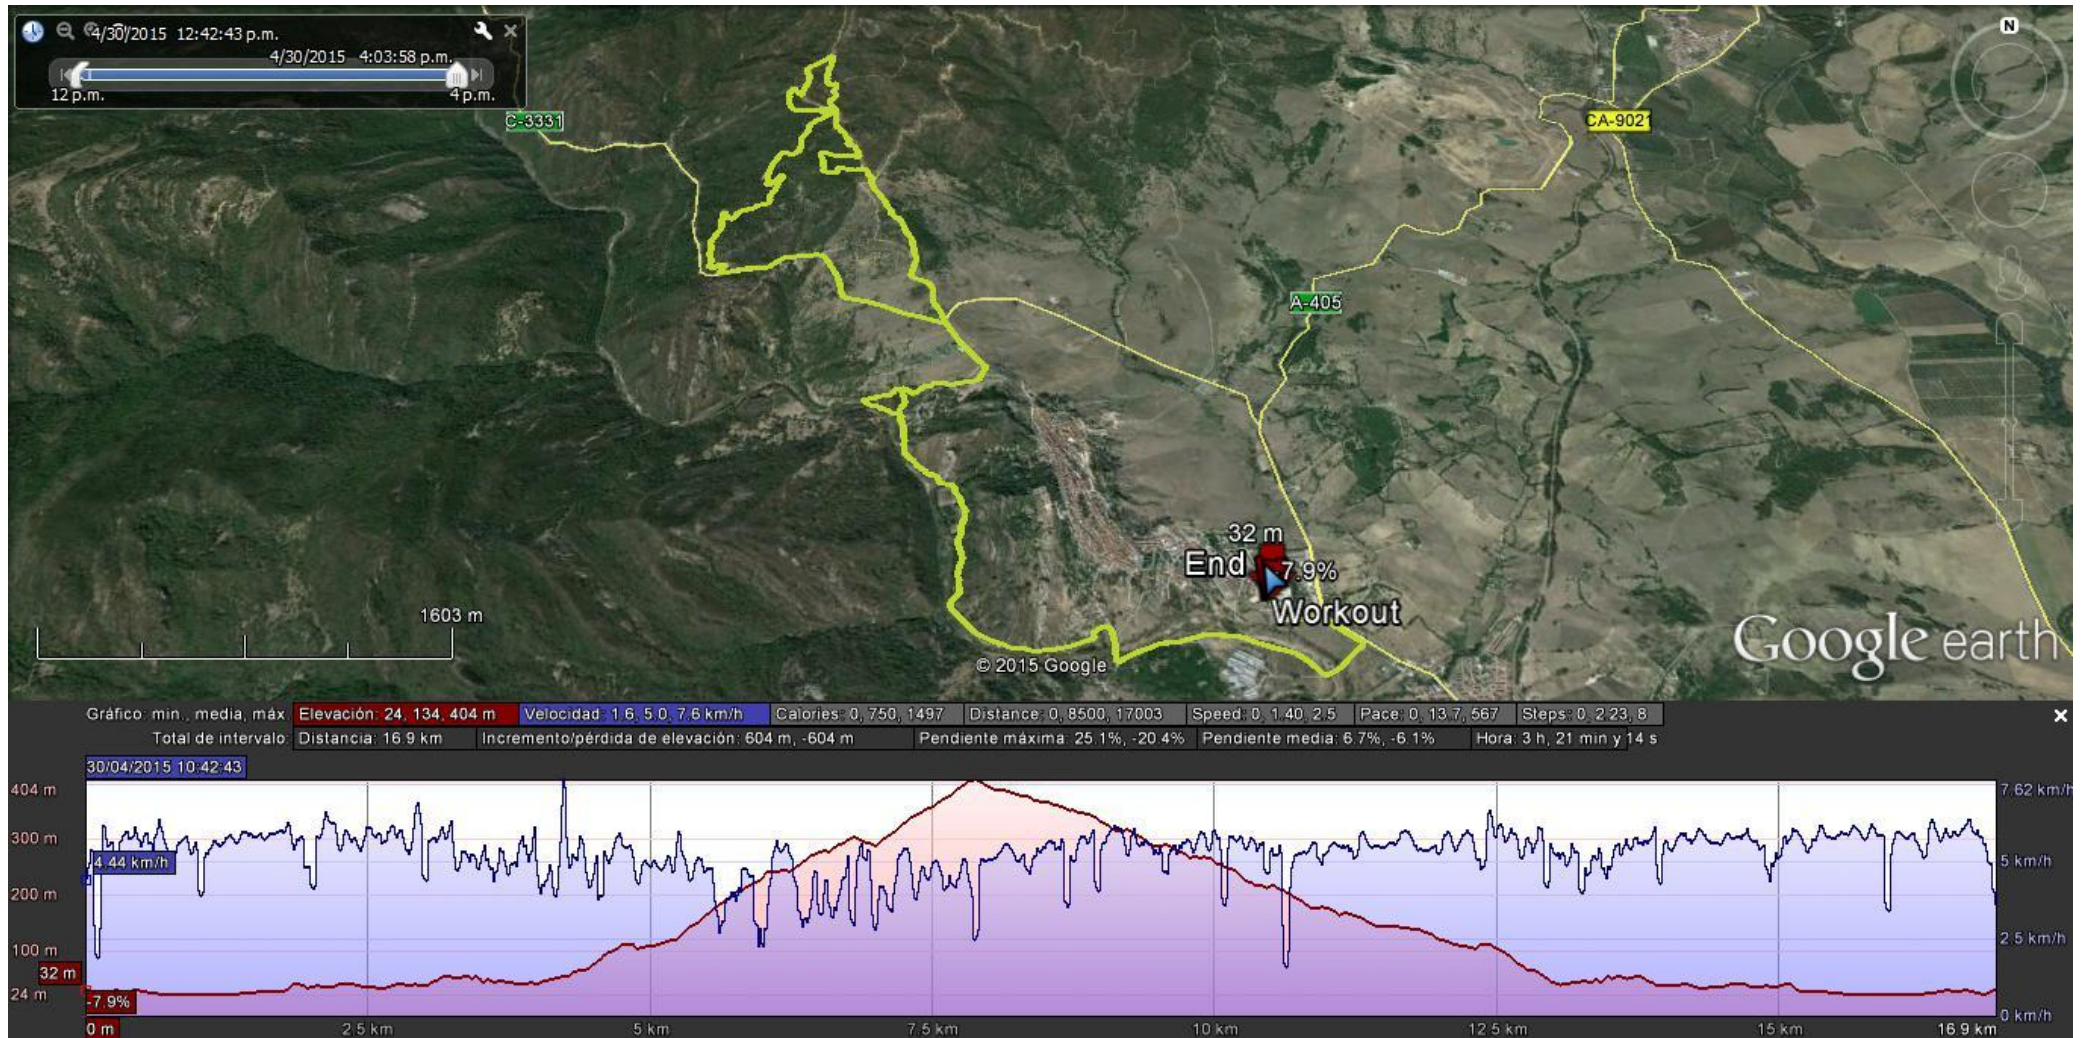 4/30/2015 12:42:43 p.m.
4/30/2015 4:03:58 p.m.
12 p.m. 4 p.m.
N
C-3331
CA-9021
A-405
32 m
End
-7.9%
Workout
1603 m
© 2015 Google
Google earth
Gráfico: min., media, máx. Elevación: 24, 134, 404 m Velocidad: 1.6, 5.0, 7.6 km/h Calories: 0, 750, 1497 Distance: 0, 8500, 17003 Speed: 0, 1.40, 2.5 Pace: 0, 13.7, 567 Steps: 0, 2.23, 8
Total de intervalo: Distancia: 16.9 km Incremento/pérdida de elevación: 604 m, -604 m Pendiente máxima: 25.1%, -20.4% Pendiente media: 6.7%, -6.1% Hora: 3 h, 21 min y 14 s
30/04/2015 10:42:43
404 m 7.62 km/h
300 m
4.44 km/h 5 km/h
200 m
100 m 2.5 km/h
32 m
24 m
-7.9%
0 km/h
0 m 2.5 km 5 km 7.5 km 10 km 12.5 km 15 km 16.9 km